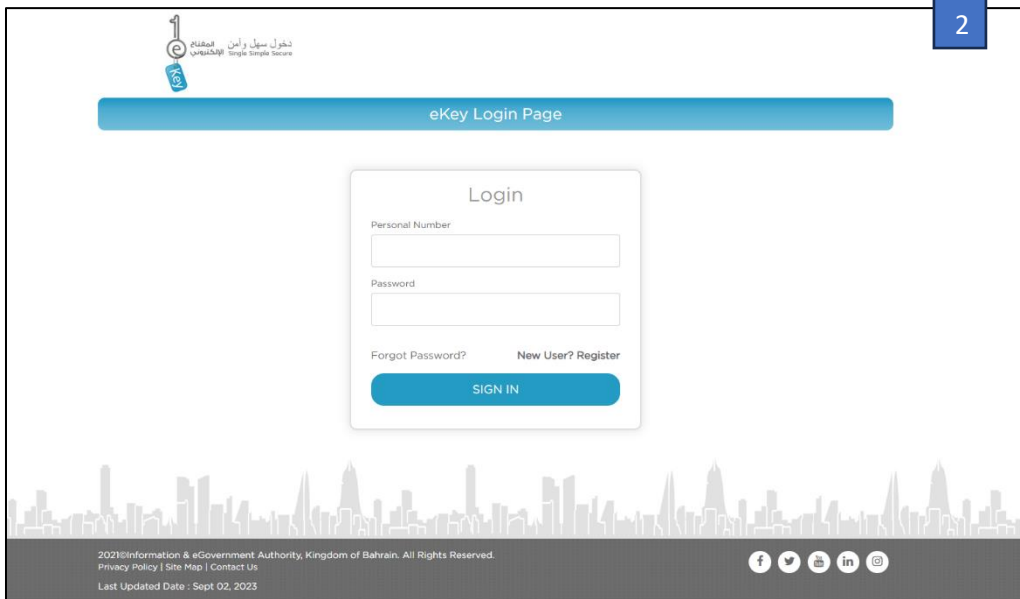 2
1
e
Key
المفتاح
الإلكتروني
دخول سهل وآمن
Single Simple Secure
eKey Login Page
Login
Personal Number
Password
Forgot Password?
New User? Register
SIGN IN
2021©Information & eGovernment Authority, Kingdom of Bahrain. All Rights Reserved.
Privacy Policy | Site Map | Contact Us
Last Updated Date : Sept 02, 2023